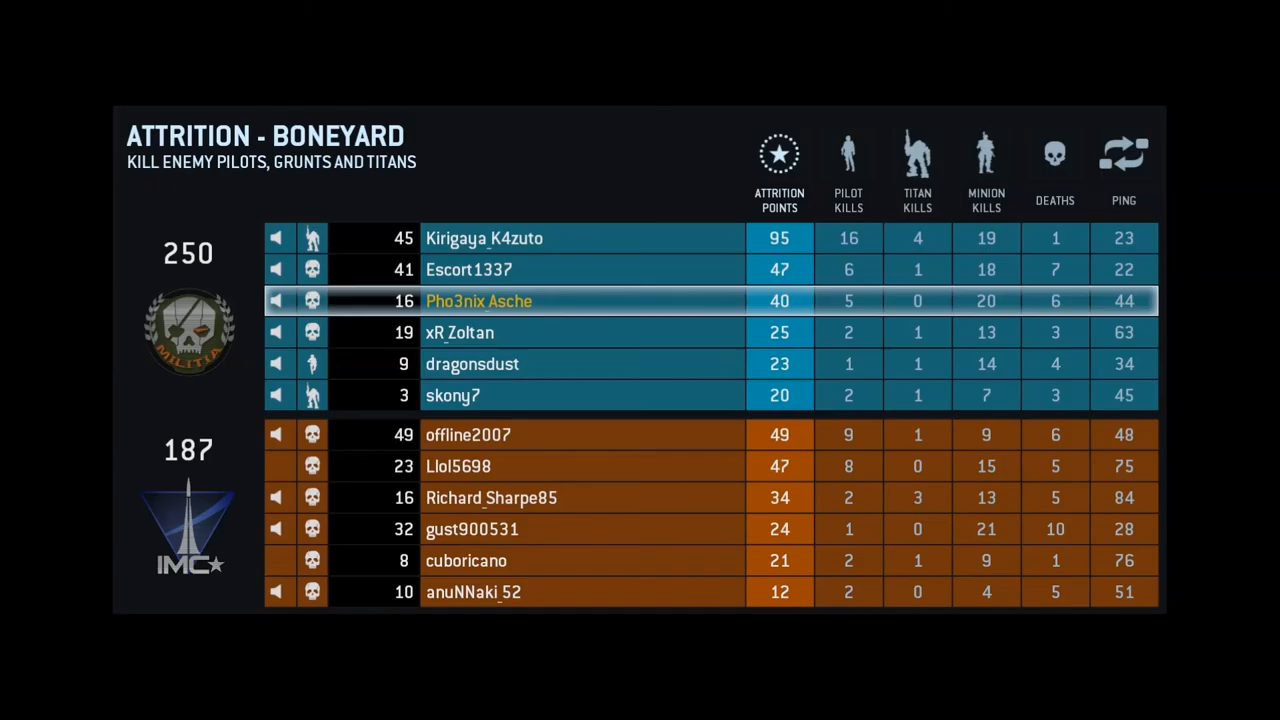 ATTRITION - BONEYARD
KILL ENEMY PILOTS, GRUNTS AND TITANS
ATTRITION POINTS PILOT KILLS TITAN KILLS MINION KILLS DEATHS PING
250
MILITIA
45 Kirigaya_K4zuto 95 16 4 19 1 23
41 Escort1337 47 6 1 18 7 22
16 Pho3nix_Asche 40 5 0 20 6 44
19 xR_Zoltan 25 2 1 13 3 63
9 dragonsdust 23 1 1 14 4 34
3 skony7 20 2 1 7 3 45
187
IMC
49 offline2007 49 9 1 9 6 48
23 Llol5698 47 8 0 15 5 75
16 Richard_Sharpe85 34 2 3 13 5 84
32 gust900531 24 1 0 21 10 28
8 cuboricano 21 2 1 9 1 76
10 anuNNaki_52 12 2 0 4 5 51